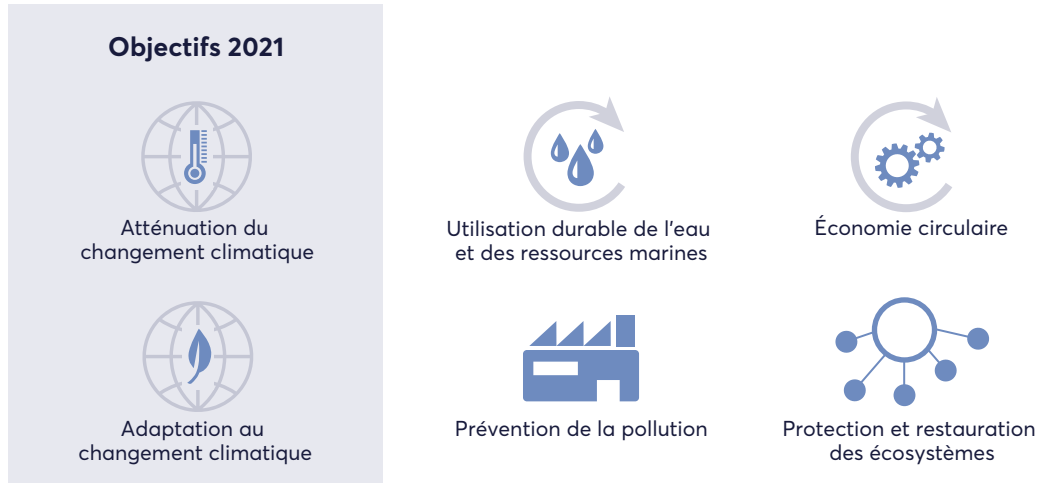 Objectifs 2021
Atténuation du
changement climatique
Utilisation durable de l'eau
et des ressources marines
Économie circulaire
Adaptation au
changement climatique
Prévention de la pollution
Protection et restauration
des écosystèmes